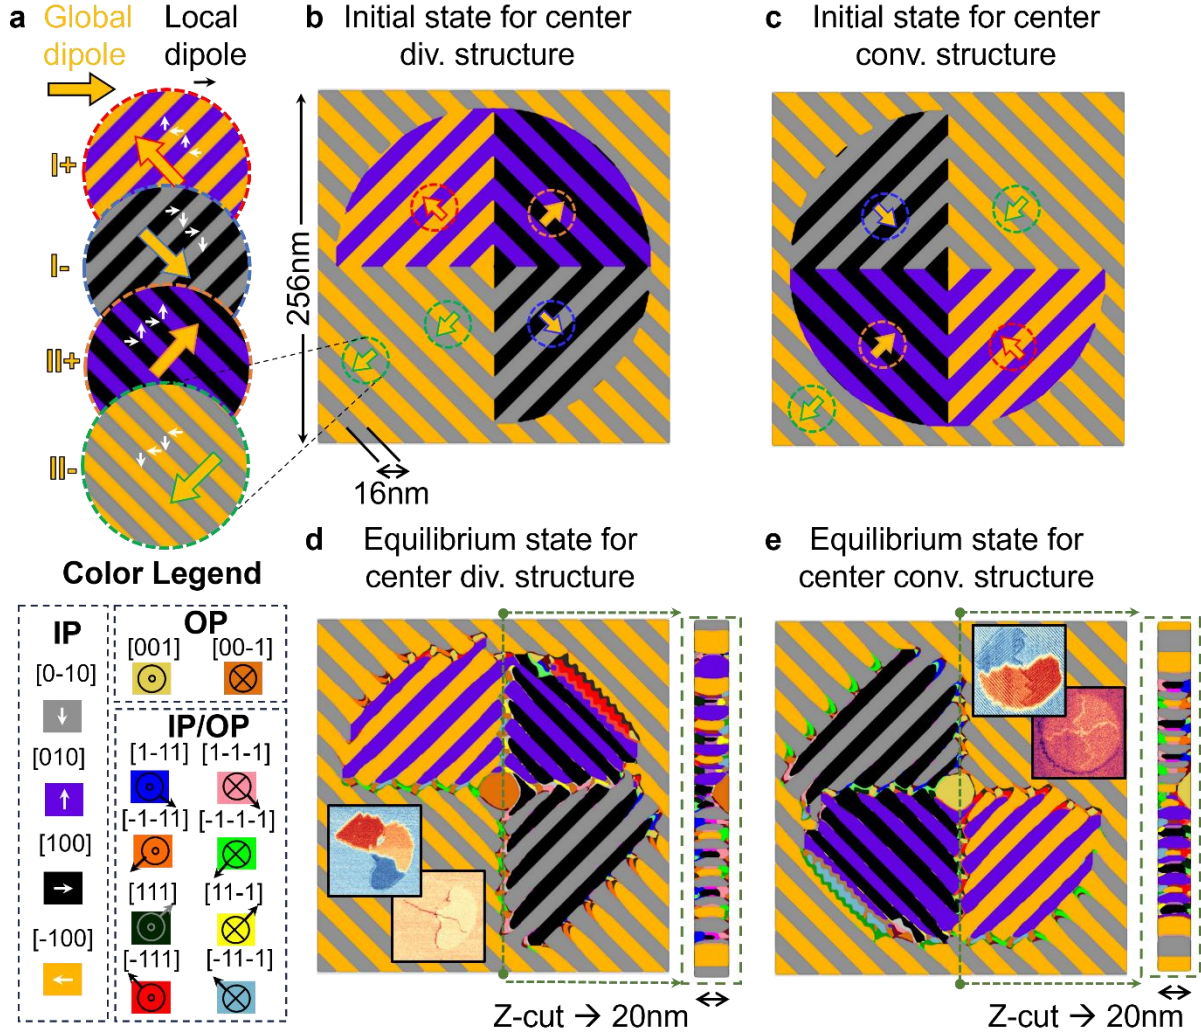 a
Global
dipole
Local
dipole
I+
I-
II+
II-
b Initial state for center
div. structure
256nm
16nm
c Initial state for center
conv. structure
Color Legend
IP
[0-10]
[010]
[100]
[-100]
OP
[001] [00-1]
IP/OP
[1-11] [1-1-1]
[-1-11] [-1-1-1]
[111] [11-1]
[-111] [-11-1]
d Equilibrium state for
center div. structure
Z-cut → 20nm
e Equilibrium state for
center conv. structure
Z-cut → 20nm